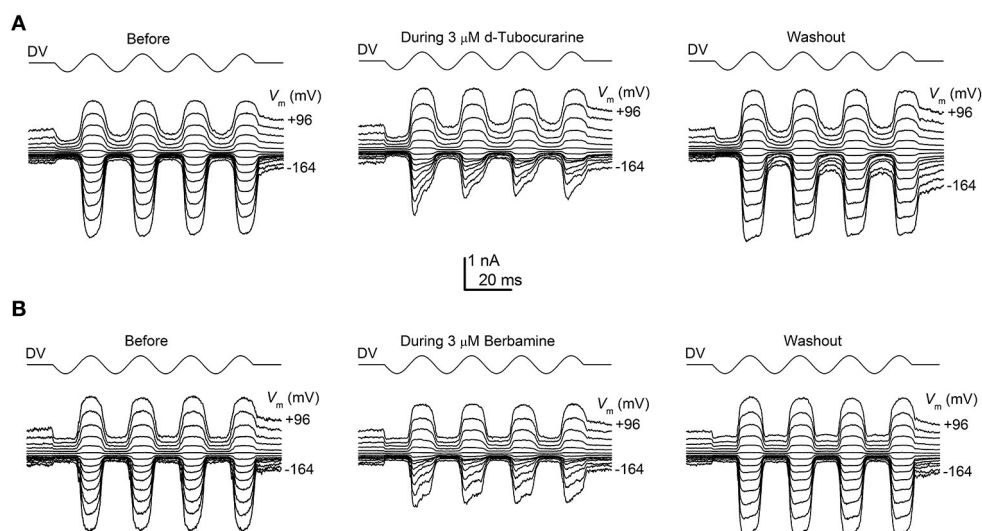 A
Before
During 3 μM d-Tubocurarine
Washout
DV
DV
DV
Vm (mV)
+96
-164
Vm (mV)
+96
-164
Vm (mV)
+96
-164
1 nA
20 ms
B
Before
During 3 μM Berbamine
Washout
DV
DV
DV
Vm (mV)
+96
-164
Vm (mV)
+96
-164
Vm (mV)
+96
-164